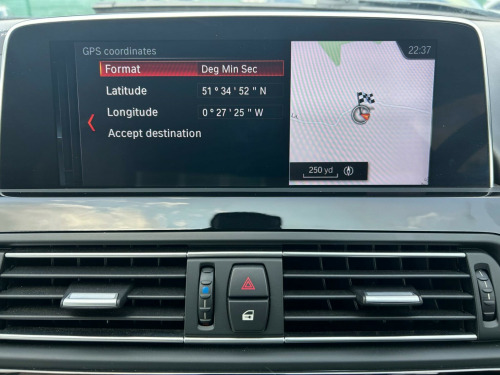 GPS coordinates
22:37
Format Deg Min Sec
Latitude 51 ° 34 ' 52 " N
Longitude 0 ° 27 ' 25 " W
Accept destination
250 yd